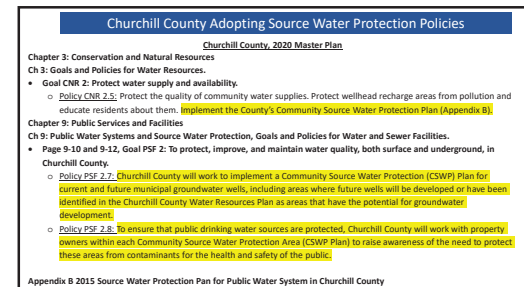 Churchill County Adopting Source Water Protection Policies
Churchill County, 2020 Master Plan
Chapter 3: Conservation and Natural Resources
Ch 3: Goals and Policies for Water Resources.
• Goal CNR 2: Protect water supply and availability.
o Policy CNR 2.5: Protect the quality of community water supplies. Protect wellhead recharge areas from pollution and
educate residents about them. Implement the County's Community Source Water Protection Plan (Appendix B).
Chapter 9: Public Services and Facilities
Ch 9: Public Water Systems and Source Water Protection, Goals and Policies for Water and Sewer Facilities.
• Page 9-10 and 9-12, Goal PSF 2: To protect, improve, and maintain water quality, both surface and underground, in
Churchill County.
o Policy PSF 2.7: Churchill County will work to implement a Community Source Water Protection (CSWP) Plan for
current and future municipal groundwater wells, including areas where future wells will be developed or have been
identified in the Churchill County Water Resources Plan as areas that have the potential for groundwater
development.
o Policy PSF 2.8: To ensure that public drinking water sources are protected, Churchill County will work with property
owners within each Community Source Water Protection Area (CSWP Plan) to raise awareness of the need to protect
these areas from contaminants for the health and safety of the public.
Appendix B 2015 Source Water Protection Pan for Public Water System in Churchill County